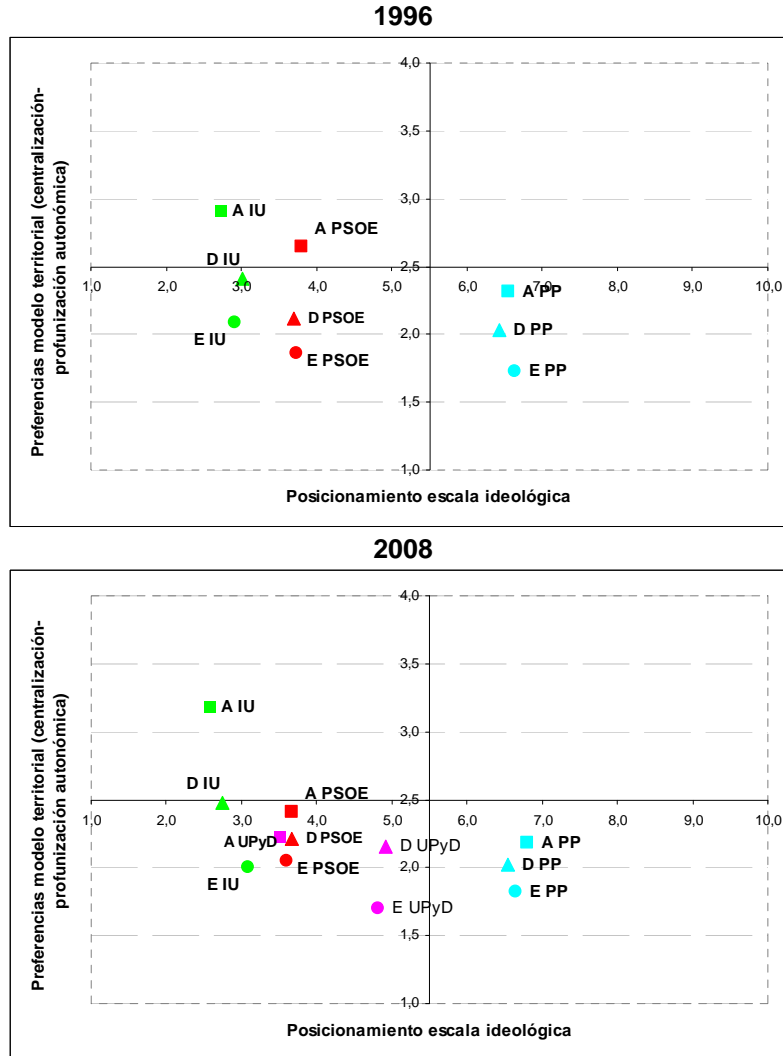 1996
Preferencias modelo territorial (centralización-
profunización autonómica)
4,0
3,5
3,0
A IU
A PSOE
D IU
2,5
1,0 2,0 3,0 4,0 5,0 6,0 7,0 8,0 9,0 10,0
A PP
D PSOE
D PP
E IU
2,0
E PSOE
E PP
1,5
1,0
Posicionamiento escala ideológica
2008
Preferencias modelo territorial (centralización-
profunización autonómica)
4,0
3,5
A IU
3,0
D IU
A PSOE
2,5
1,0 2,0 3,0 4,0 5,0 6,0 7,0 8,0 9,0 10,0
A UPyD
D PSOE
D UPyD
A PP
D PP
E IU
E PSOE
2,0
E PP
E UPyD
1,5
1,0
Posicionamiento escala ideológica